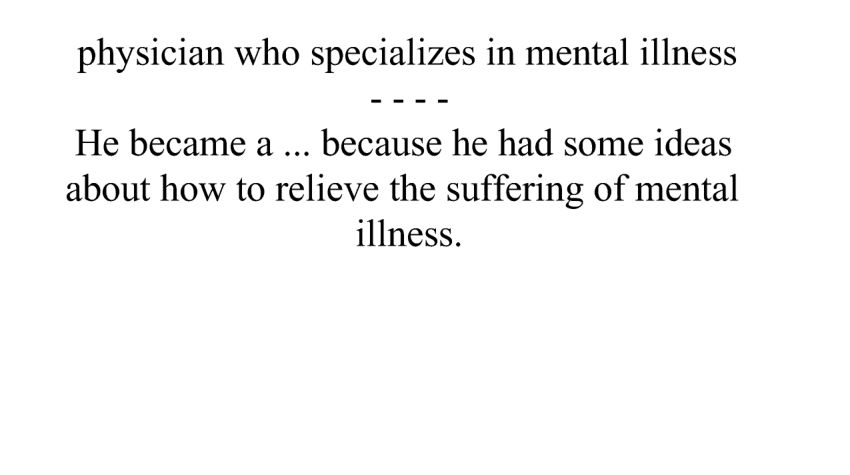 physician who specializes in mental illness
- - - -
He became a ... because he had some ideas
about how to relieve the suffering of mental
illness.